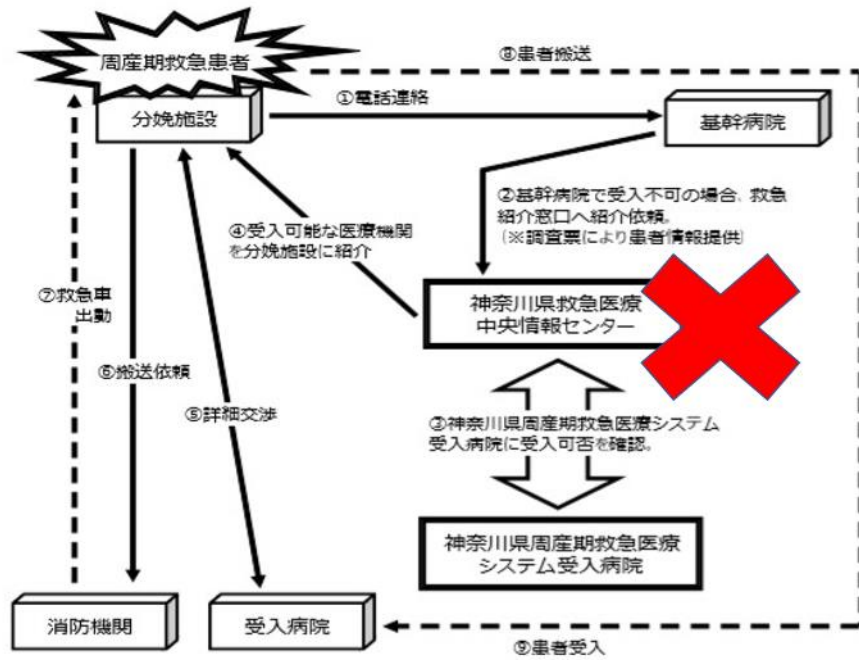 周産期救急患者
⑧患者搬送
分娩施設
①電話連絡
基幹病院
②基幹病院で受入不可の場合、救急
紹介窓口へ紹介依頼。
(※調査票により患者情報提供)
④受入可能な医療機関
を分娩施設に紹介
⑦救急車
出動
神奈川県救急医療
中央情報センター
⑥搬送依頼
⑤詳細交渉
③神奈川県周産期救急医療システム
受入病院に受入可否を確認。
神奈川県周産期救急医療
システム受入病院
消防機関
受入病院
⑨患者受入